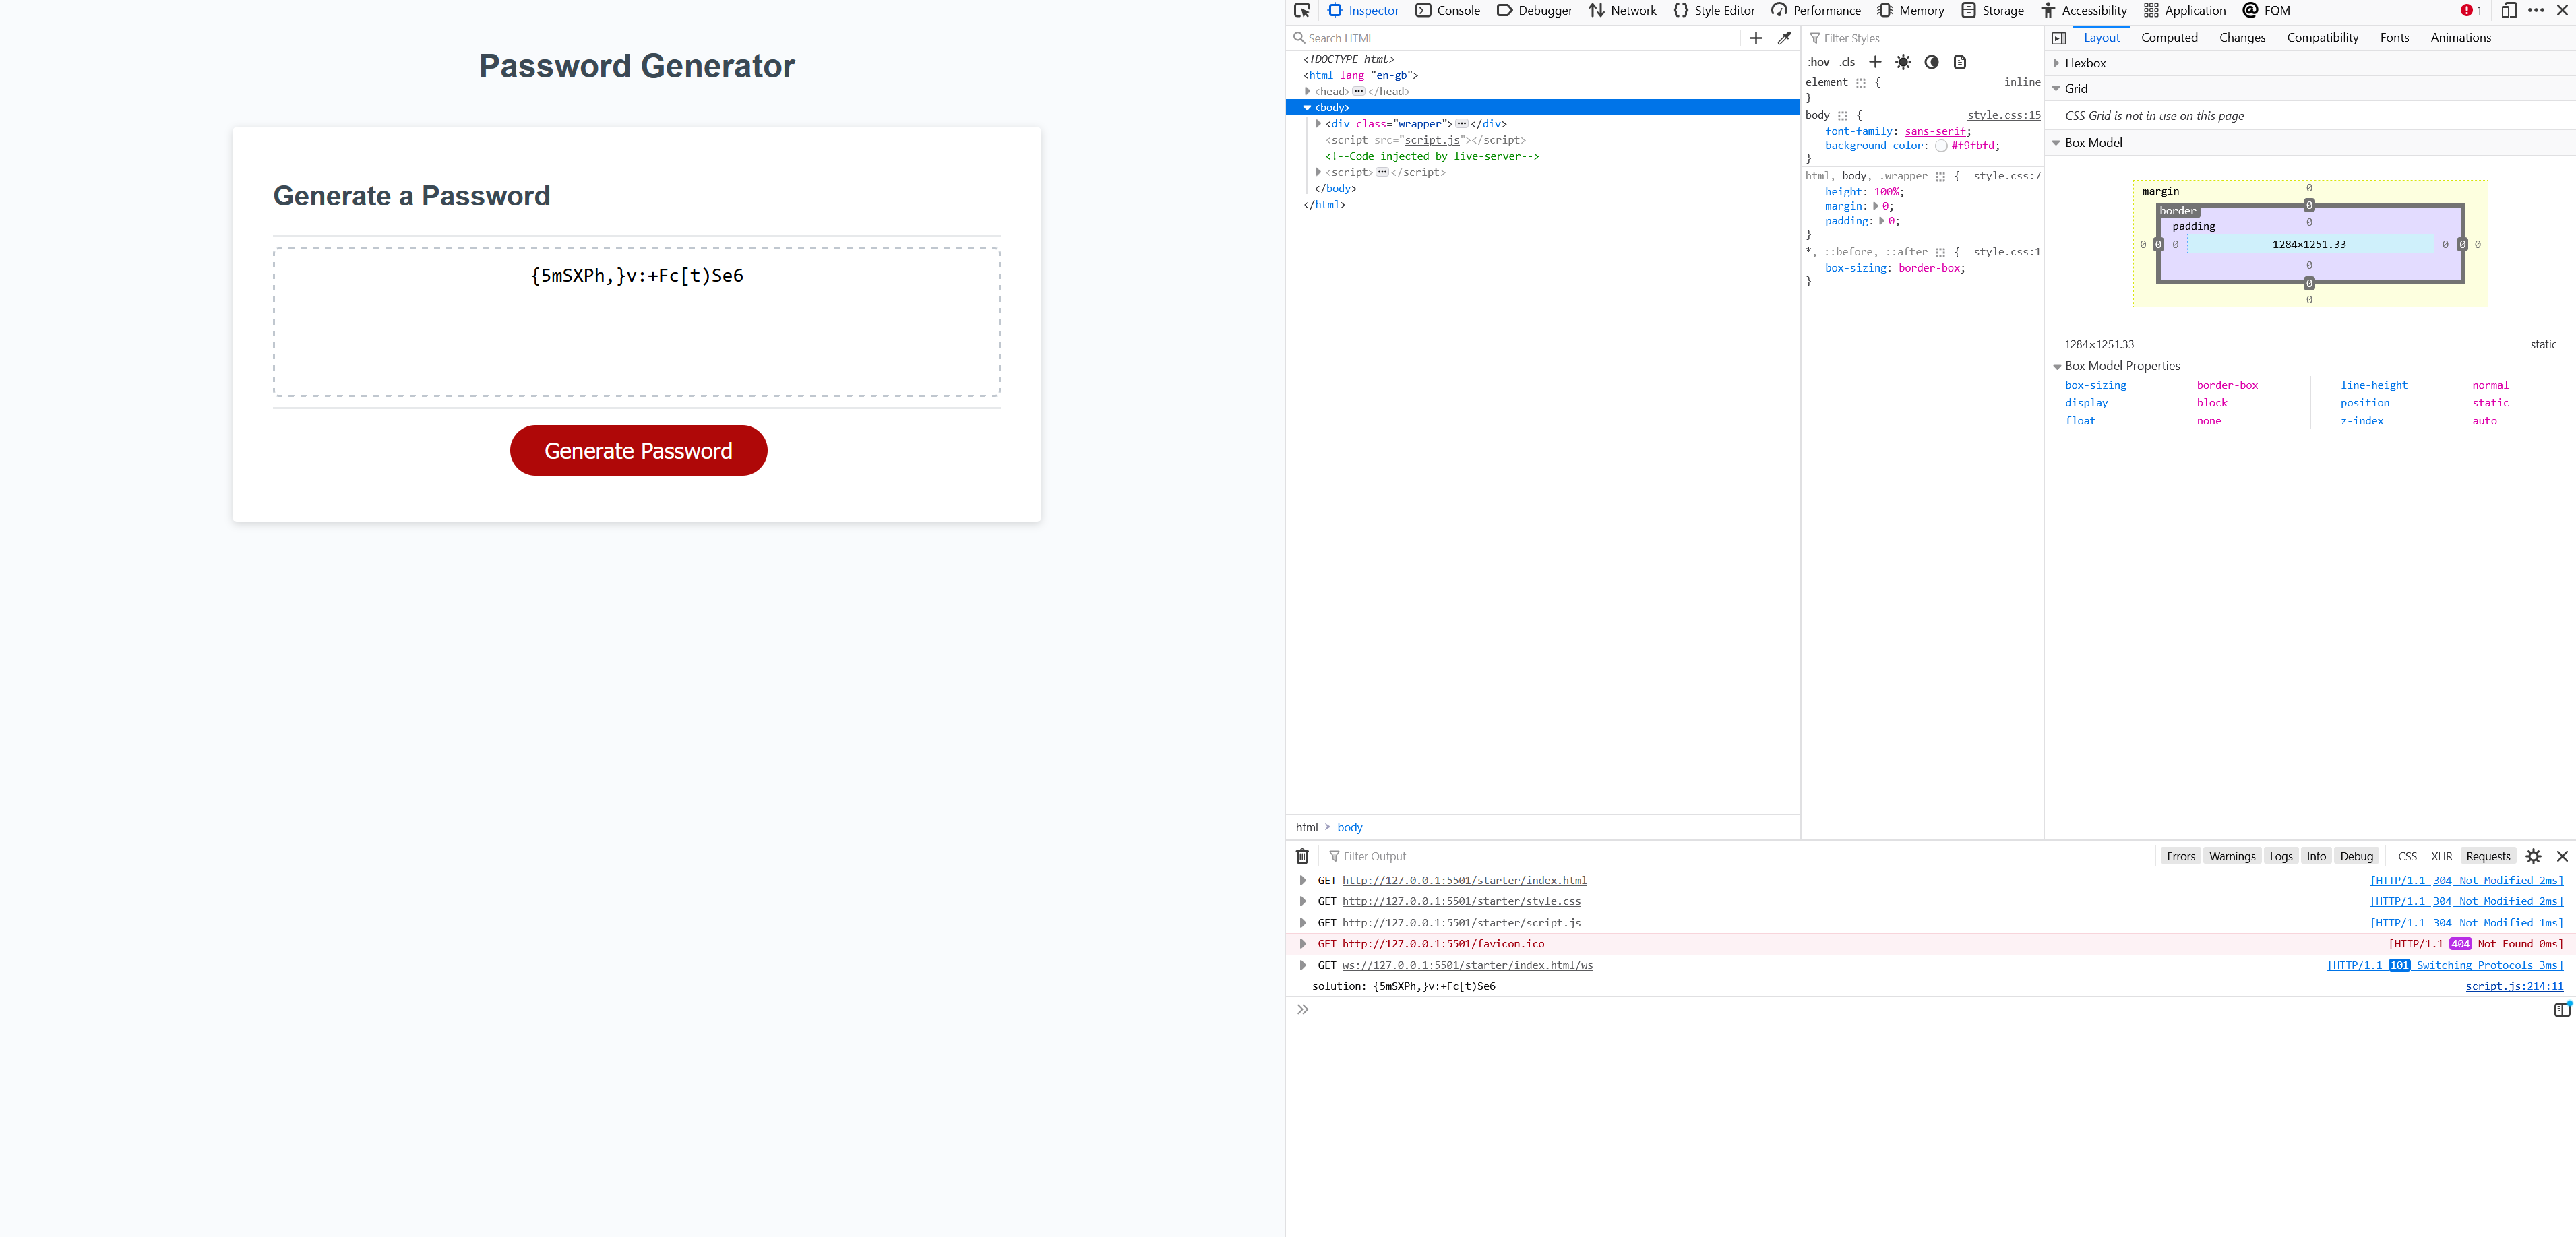 Password Generator
Generate a Password
{5mSXPh,}v:+Fc[t)Se6
Generate Password
Inspector Console Debugger Network Style Editor Performance Memory Storage Accessibility Application FQM 1
Search HTML
<!DOCTYPE html>
<html lang="en-gb">
<head> </head>
<body>
<div class="wrapper"> </div>
<script src="script.js"></script>
<!--Code injected by live-server-->
<script> </script>
</body>
</html>
html > body
Filter Styles
:hov .cls
element { inline
}
body { style.css:15
font-family: sans-serif;
background-color: #f9fbfd;
}
html, body, .wrapper { style.css:7
height: 100%;
margin: 0;
padding: 0;
}
*, ::before, ::after { style.css:1
box-sizing: border-box;
}
Layout Computed Changes Compatibility Fonts Animations
Flexbox
Grid
CSS Grid is not in use on this page
Box Model
margin 0
border 0
padding 0
0 0 0 1284×1251.33 0 0 0
0
0
0
1284×1251.33 static
Box Model Properties
box-sizing border-box line-height normal
display block position static
float none z-index auto
Filter Output Errors Warnings Logs Info Debug CSS XHR Requests
GET http://127.0.0.1:5501/starter/index.html [HTTP/1.1 304 Not Modified 2ms]
GET http://127.0.0.1:5501/starter/style.css [HTTP/1.1 304 Not Modified 2ms]
GET http://127.0.0.1:5501/starter/script.js [HTTP/1.1 304 Not Modified 1ms]
GET http://127.0.0.1:5501/favicon.ico [HTTP/1.1 404 Not Found 0ms]
GET ws://127.0.0.1:5501/starter/index.html/ws [HTTP/1.1 101 Switching Protocols 3ms]
solution: {5mSXPh,}v:+Fc[t)Se6 script.js:214:11